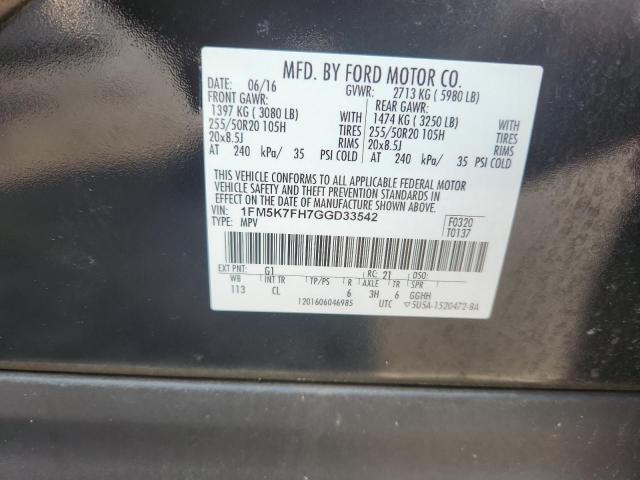 MFD. BY FORD MOTOR CO.
DATE: 06/16 GVWR: 2713 KG ( 5980 LB)
FRONT GAWR: REAR GAWR:
1397 KG ( 3080 LB) 1474 KG ( 3250 LB)
255/50R20 105H TIRES 255/50R20 105H TIRES
20x8.5J RIMS 20x8.5J RIMS
AT 240 kPa/ 35 PSI COLD AT 240 kPa/ 35 PSI COLD
THIS VEHICLE CONFORMS TO ALL APPLICABLE FEDERAL MOTOR
VEHICLE SAFETY AND THEFT PREVENTION STANDARDS IN
EFFECT ON THE DATE OF MANUFACTURE SHOWN ABOVE.
VIN: 1FM5K7FH7GGD33542 F0320
TYPE: MPV T0137
EXT PNT: G1 RC: 21 DSO:
WB INT TR TP/PS R AXLE TR SPR
113 CL 6 3H 6 GGHH
1201606046985 UTC ▽5U5A-1520472-BA